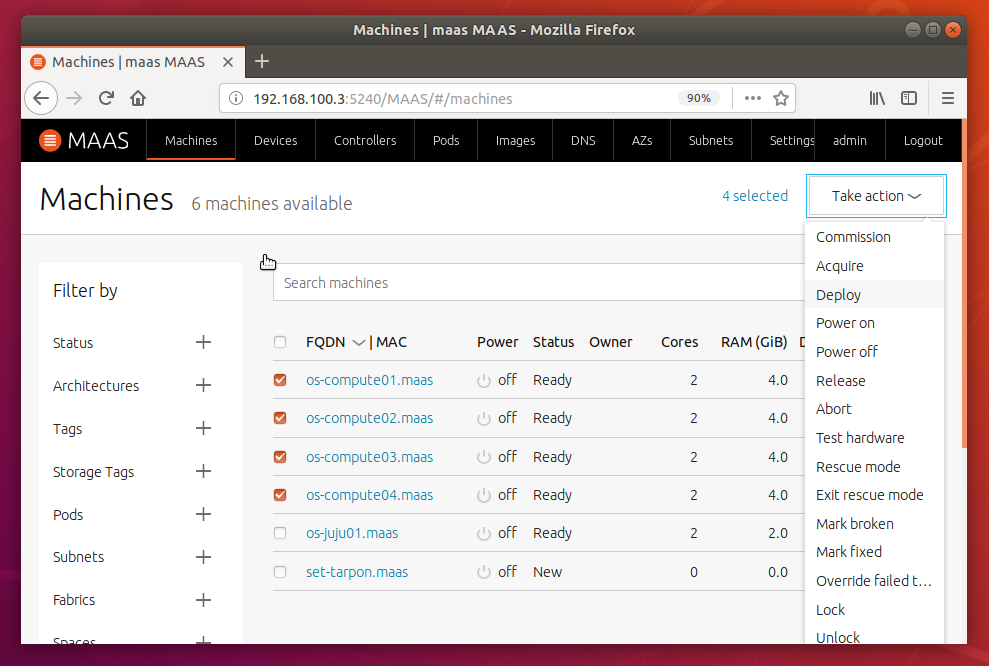 Machines | maas MAAS - Mozilla Firefox
Machines | maas MAAS
192.168.100.3:5240/MAAS/#/machines 90%
MAAS Machines Devices Controllers Pods Images DNS AZs Subnets Settings admin Logout
Machines 6 machines available 4 selected Take action
Commission
Acquire
Deploy
Power on
Power off
Release
Abort
Test hardware
Rescue mode
Exit rescue mode
Mark broken
Mark fixed
Override failed t...
Lock
Unlock
Filter by
Status
Architectures
Tags
Storage Tags
Pods
Subnets
Fabrics
Spaces
Search machines
FQDN | MAC Power Status Owner Cores RAM (GiB) D
os-compute01.maas off Ready 2 4.0
os-compute02.maas off Ready 2 4.0
os-compute03.maas off Ready 2 4.0
os-compute04.maas off Ready 2 4.0
os-juju01.maas off Ready 2 2.0
set-tarpon.maas off New 0 0.0